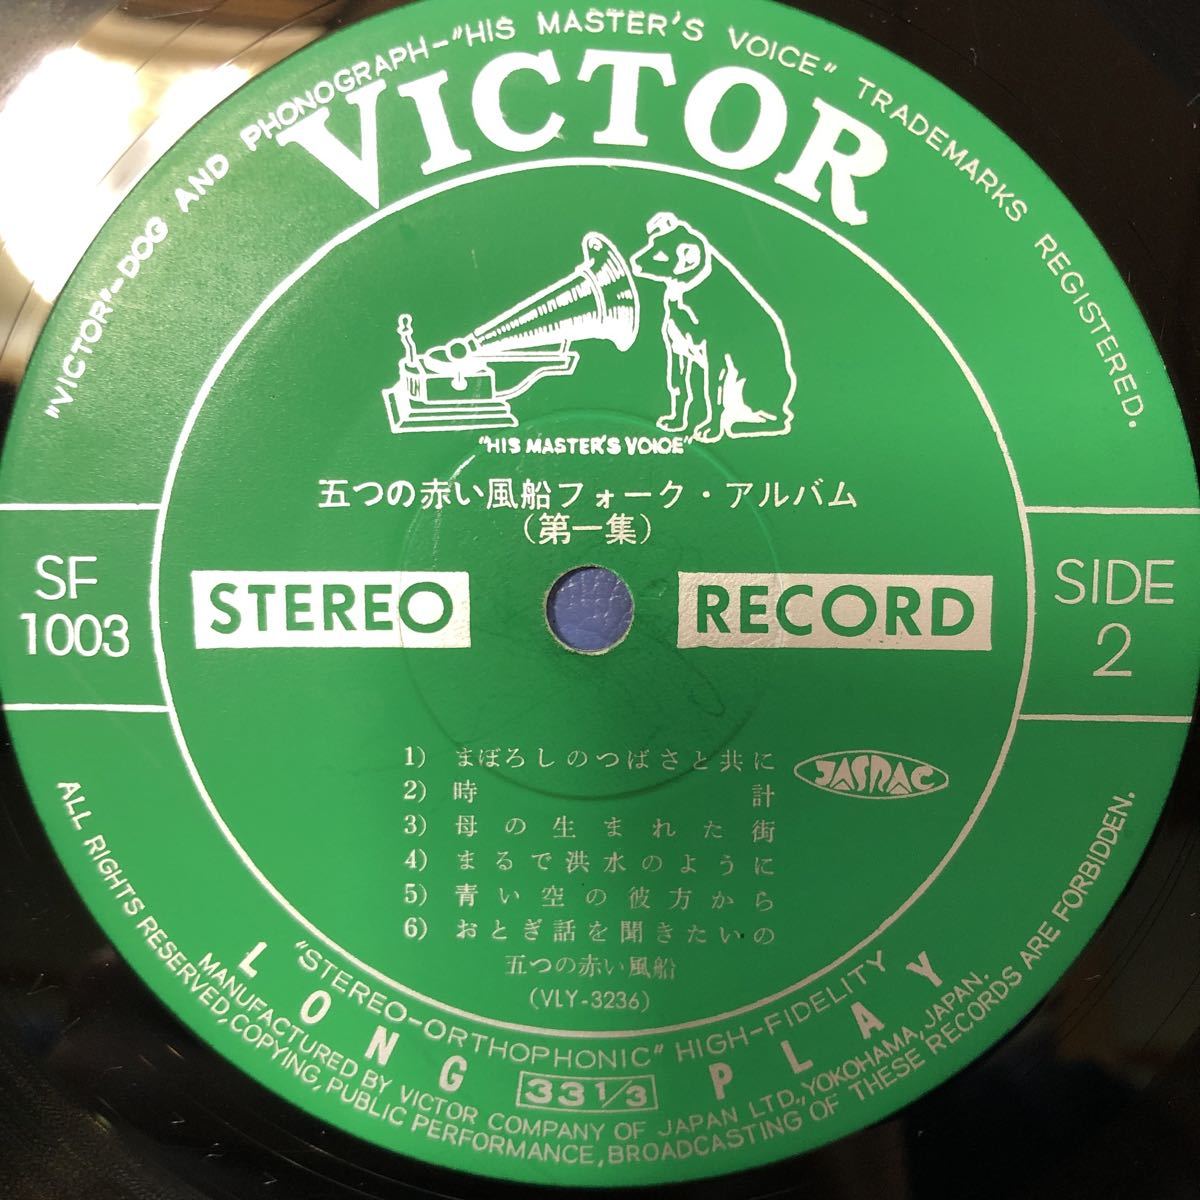 "VICTOR"-DOG AND PHONOGRAPH-"HIS MASTER'S VOICE" TRADEMARKS REGISTERED.
VICTOR
"HIS MASTER'S VOICE"
五つの赤い風船フォーク・アルバム
(第一集)
SF
1003
STEREO RECORD
SIDE
2
1) まぼろしのつばさと共に
2) 時計
3) 母の生まれた街
4) まるで洪水のように
5) 青い空の彼方から
6) おとぎ話を聞きたいの
JASRAC
五つの赤い風船
(VLY-3236)
"STEREO-ORTHOPHONIC" HIGH-FIDELITY
LONG PLAY
33 1/3
MANUFACTURED BY VICTOR COMPANY OF JAPAN LTD., YOKOHAMA, JAPAN.
ALL RIGHTS RESERVED, COPYING, PUBLIC PERFORMANCE, BROADCASTING OF THESE RECORDS ARE FORBIDDEN.